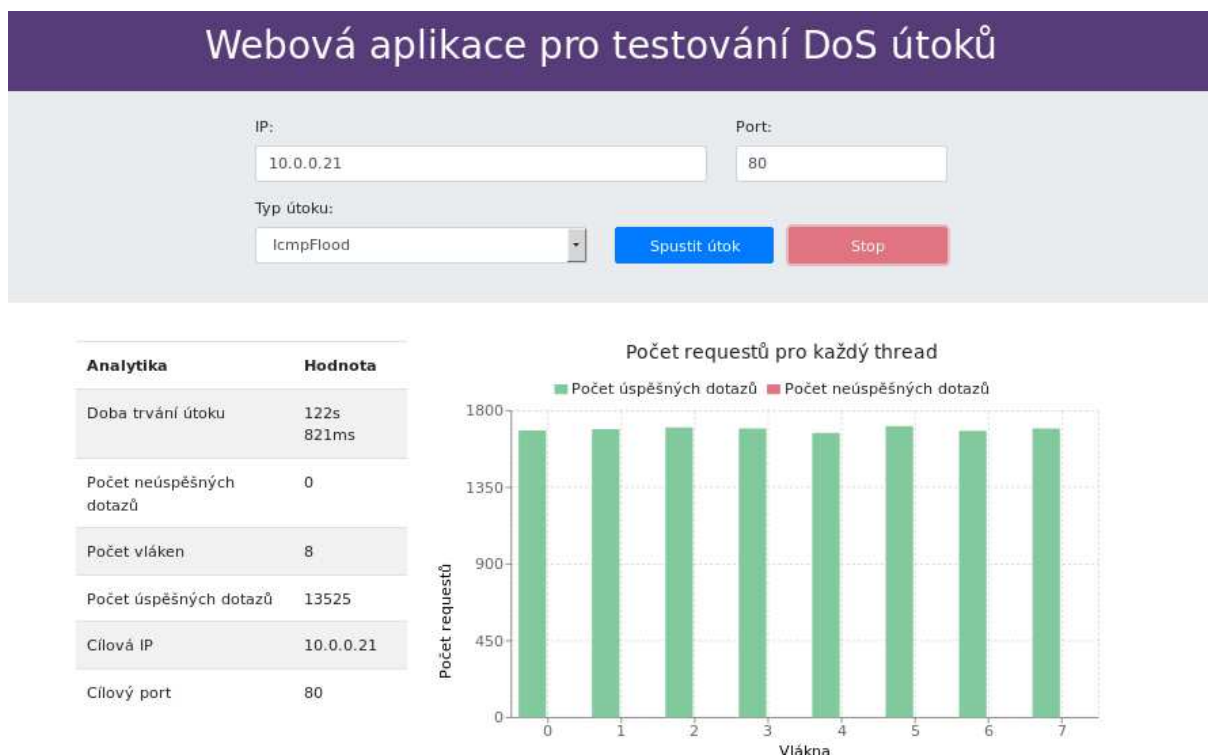 Webová aplikace pro testování DoS útoků
IP:
Port:
10.0.0.21
80
Typ útoku:
IcmpFlood
Spustit útok
Stop
Analytika Hodnota
Doba trvání útoku 122s
821ms
Počet neúspěšných 0
dotazů
Počet vláken 8
Počet úspěšných dotazů 13525
Cílová IP 10.0.0.21
Cílový port 80
Počet requestů pro každý thread
Počet úspěšných dotazů Počet neúspěšných dotazů
1800
1350
900
450
0
Počet requestů
0 1 2 3 4 5 6 7
Vlákna